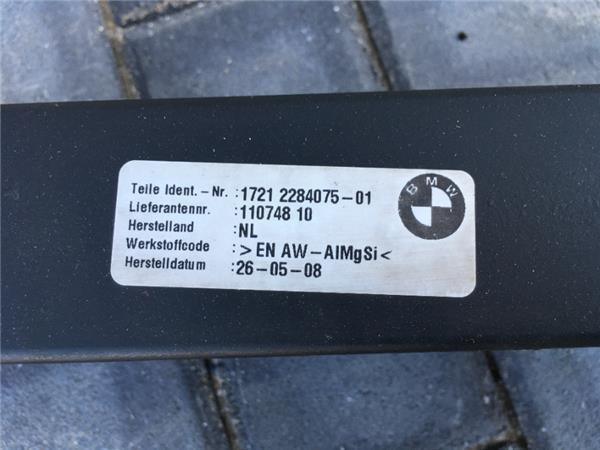 Teile Ident.-Nr. :1721 2284075-01
Lieferantennr. :110748 10
Herstelland :NL
Werkstoffcode :>EN AW-AlMgSi<
Herstelldatum :26-05-08
BMW